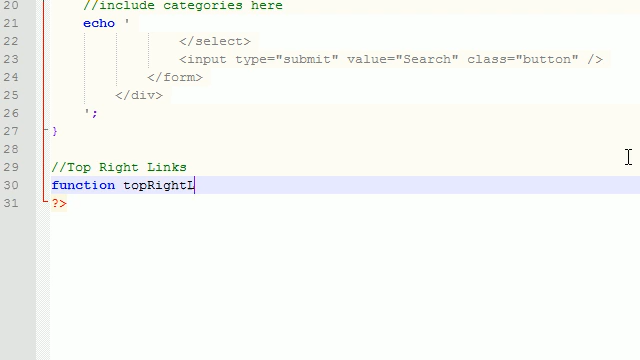 20 //include categories here
21 echo '
22 </select>
23 <input type="submit" value="Search" class="button" />
24 </form>
25 </div>
26 ';
27 }
28
29 //Top Right Links
30 function topRightL
31 ?>